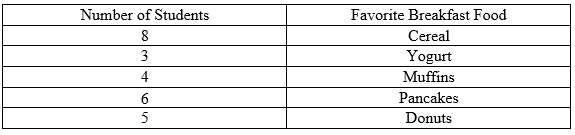 Number of Students Favorite Breakfast Food
8 Cereal
3 Yogurt
4 Muffins
6 Pancakes
5 Donuts